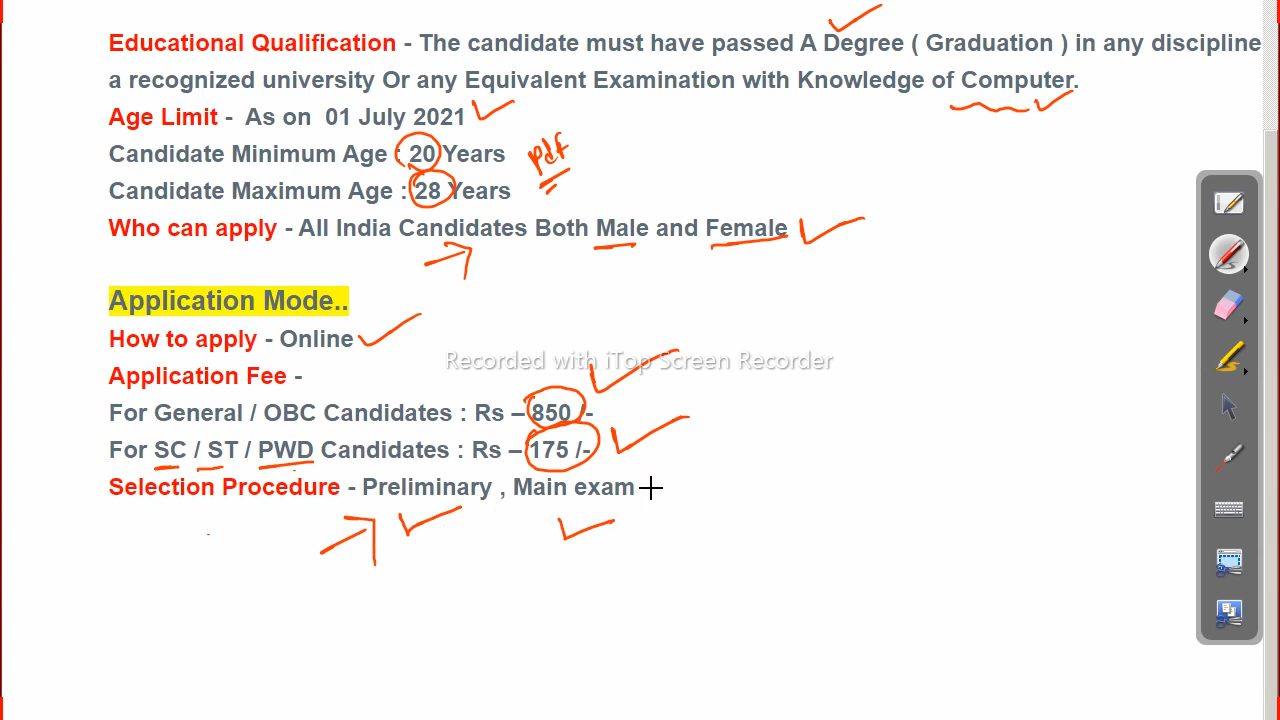 Educational Qualification - The candidate must have passed A Degree ( Graduation ) in any discipline
a recognized university Or any Equivalent Examination with Knowledge of Computer.
Age Limit - As on 01 July 2021
Candidate Minimum Age : 20 Years
pdf
Candidate Maximum Age : 28 Years
Who can apply - All India Candidates Both Male and Female
Application Mode..
How to apply - Online
Recorded with iTop Screen Recorder
Application Fee -
For General / OBC Candidates : Rs – 850 /-
For SC / ST / PWD Candidates : Rs – 175 /-
Selection Procedure - Preliminary , Main exam